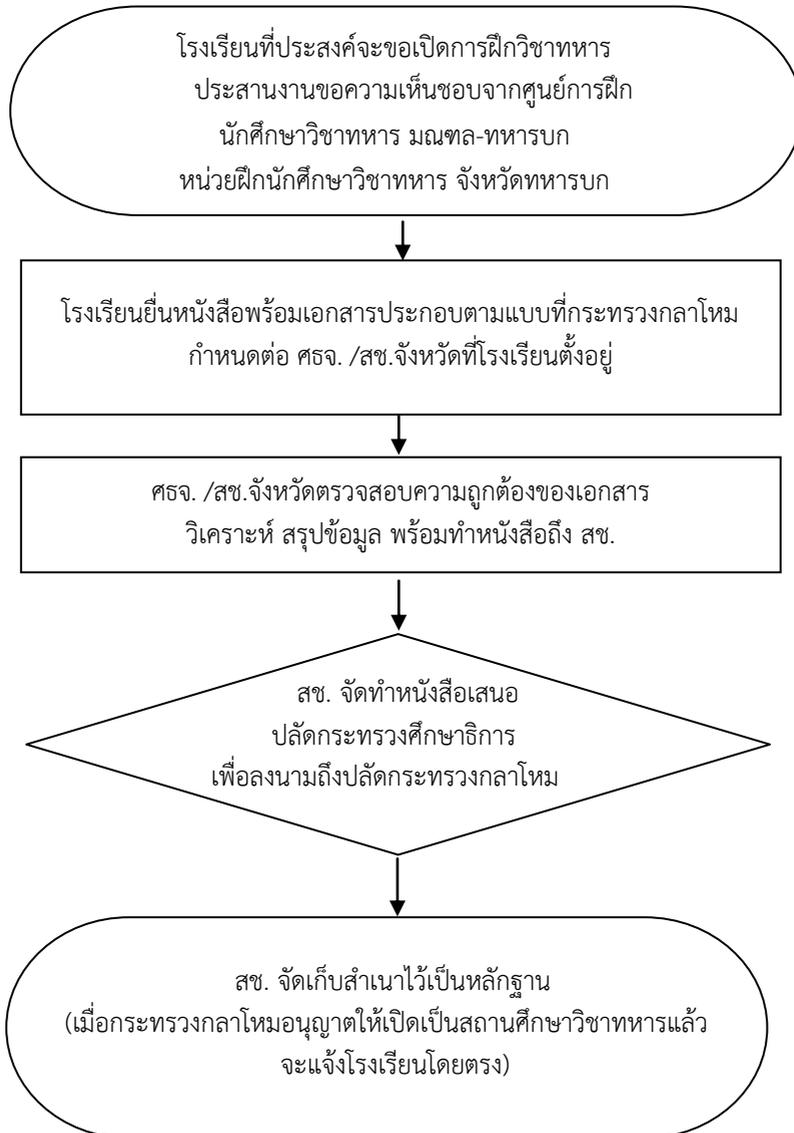 โรงเรียนที่ประสงค์จะขอเปิดการฝึกวิชาทหาร
ประสานงานขอความเห็นชอบจากศูนย์การฝึก
นักศึกษาวิชาทหาร มณฑล-ทหารบก
หน่วยฝึกนักศึกษาวิชาทหาร จังหวัดทหารบก
โรงเรียนยื่นหนังสือพร้อมเอกสารประกอบตามแบบที่กระทรวงกลาโหม
กำหนดต่อ ศธจ. /สช.จังหวัดที่โรงเรียนตั้งอยู่
ศธจ. /สช.จังหวัดตรวจสอบความถูกต้องของเอกสาร
วิเคราะห์ สรุปข้อมูล พร้อมทำหนังสือถึง สช.
สช. จัดทำหนังสือเสนอ
ปลัดกระทรวงศึกษาธิการ
เพื่อลงนามถึงปลัดกระทรวงกลาโหม
สช. จัดเก็บสำเนาไว้เป็นหลักฐาน
(เมื่อกระทรวงกลาโหมอนุญาตให้เปิดเป็นสถานศึกษาวิชาทหารแล้ว
จะแจ้งโรงเรียนโดยตรง)